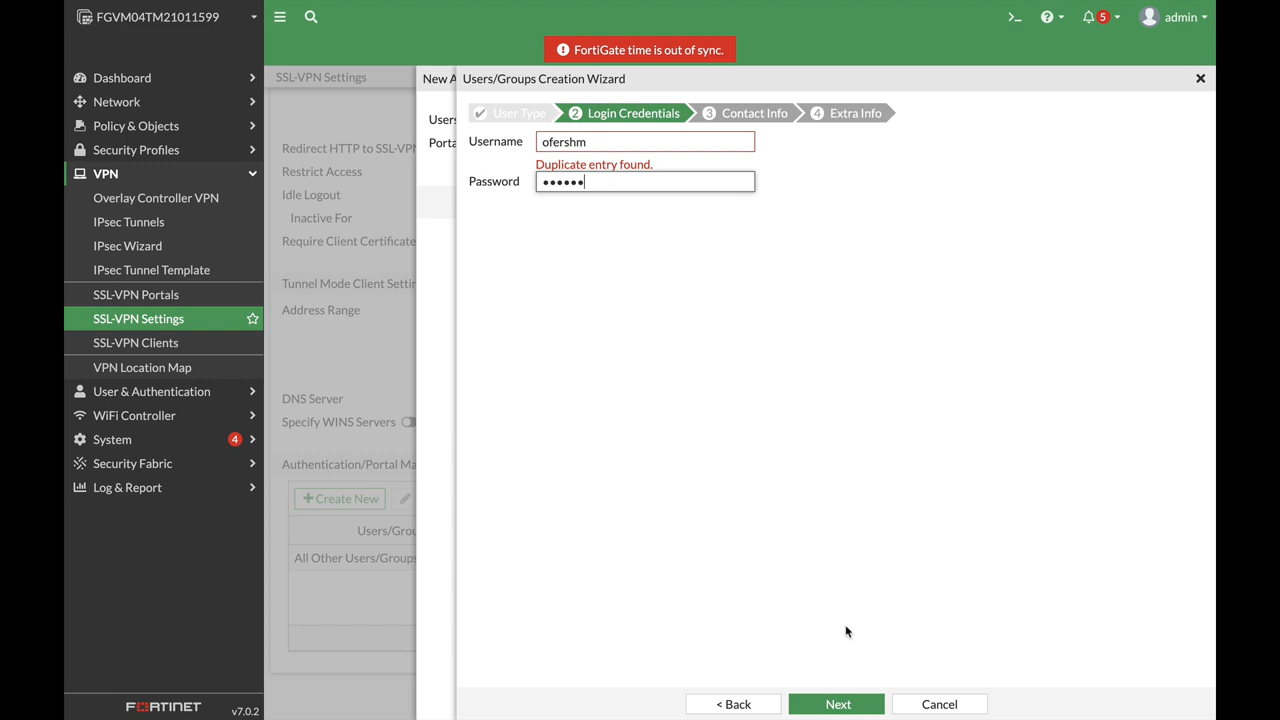 FGVM04TM21011599
5
admin
FortiGate time is out of sync.
Dashboard
Network
Policy & Objects
Security Profiles
VPN
Overlay Controller VPN
IPsec Tunnels
IPsec Wizard
IPsec Tunnel Template
SSL-VPN Portals
SSL-VPN Settings
SSL-VPN Clients
VPN Location Map
User & Authentication
WiFi Controller
System
4
Security Fabric
Log & Report
FORTINET
v7.0.2
SSL-VPN Settings
Redirect HTTP to SSL-VPN
Restrict Access
Idle Logout
Inactive For
Require Client Certificate
Tunnel Mode Client Settin
Address Range
DNS Server
Specify WINS Servers
Authentication/Portal Ma
Create New
Users/Grou
All Other Users/Groups
New A
Users
Porta
Users/Groups Creation Wizard
User Type
2 Login Credentials
3 Contact Info
4 Extra Info
Username
ofershm
Duplicate entry found.
Password
••••••
< Back
Next
Cancel